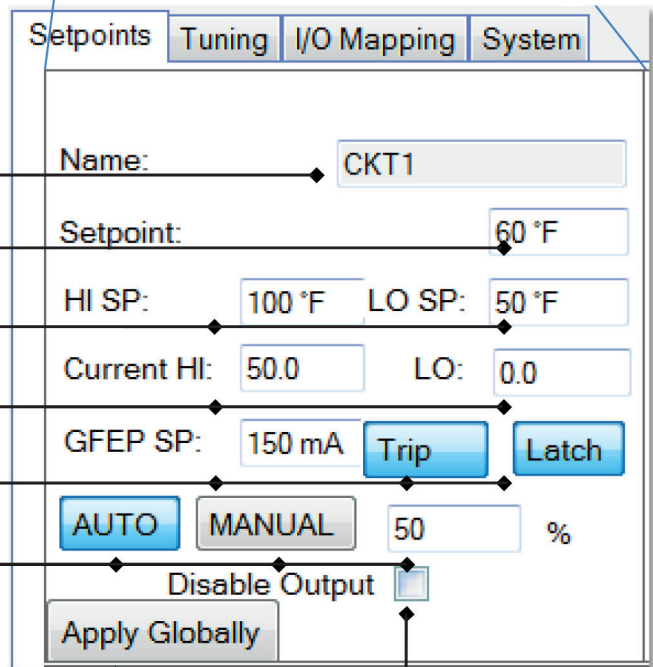 Setpoints Tuning I/O Mapping System
Name: CKT1
Setpoint: 60 °F
HI SP: 100 °F LO SP: 50 °F
Current HI: 50.0 LO: 0.0
GFEP SP: 150 mA Trip Latch
AUTO MANUAL 50 %
Disable Output
Apply Globally